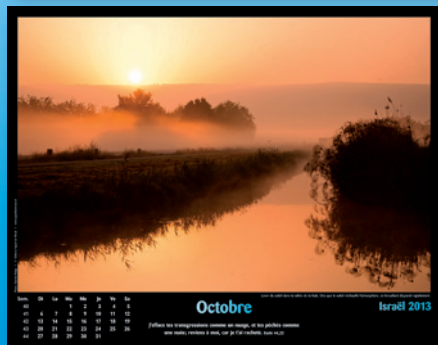 Octobre
Israël 2013
Sem. Di Lu Ma Me Je Ve Sa
40 1 2 3 4 5
41 6 7 8 9 10 11 12
42 13 14 15 16 17 18 19
43 20 21 22 23 24 25 26
44 27 28 29 30 31
J'efface tes transgressions comme un nuage, et tes péchés comme
une nuée; reviens à moi, car je t'ai racheté.